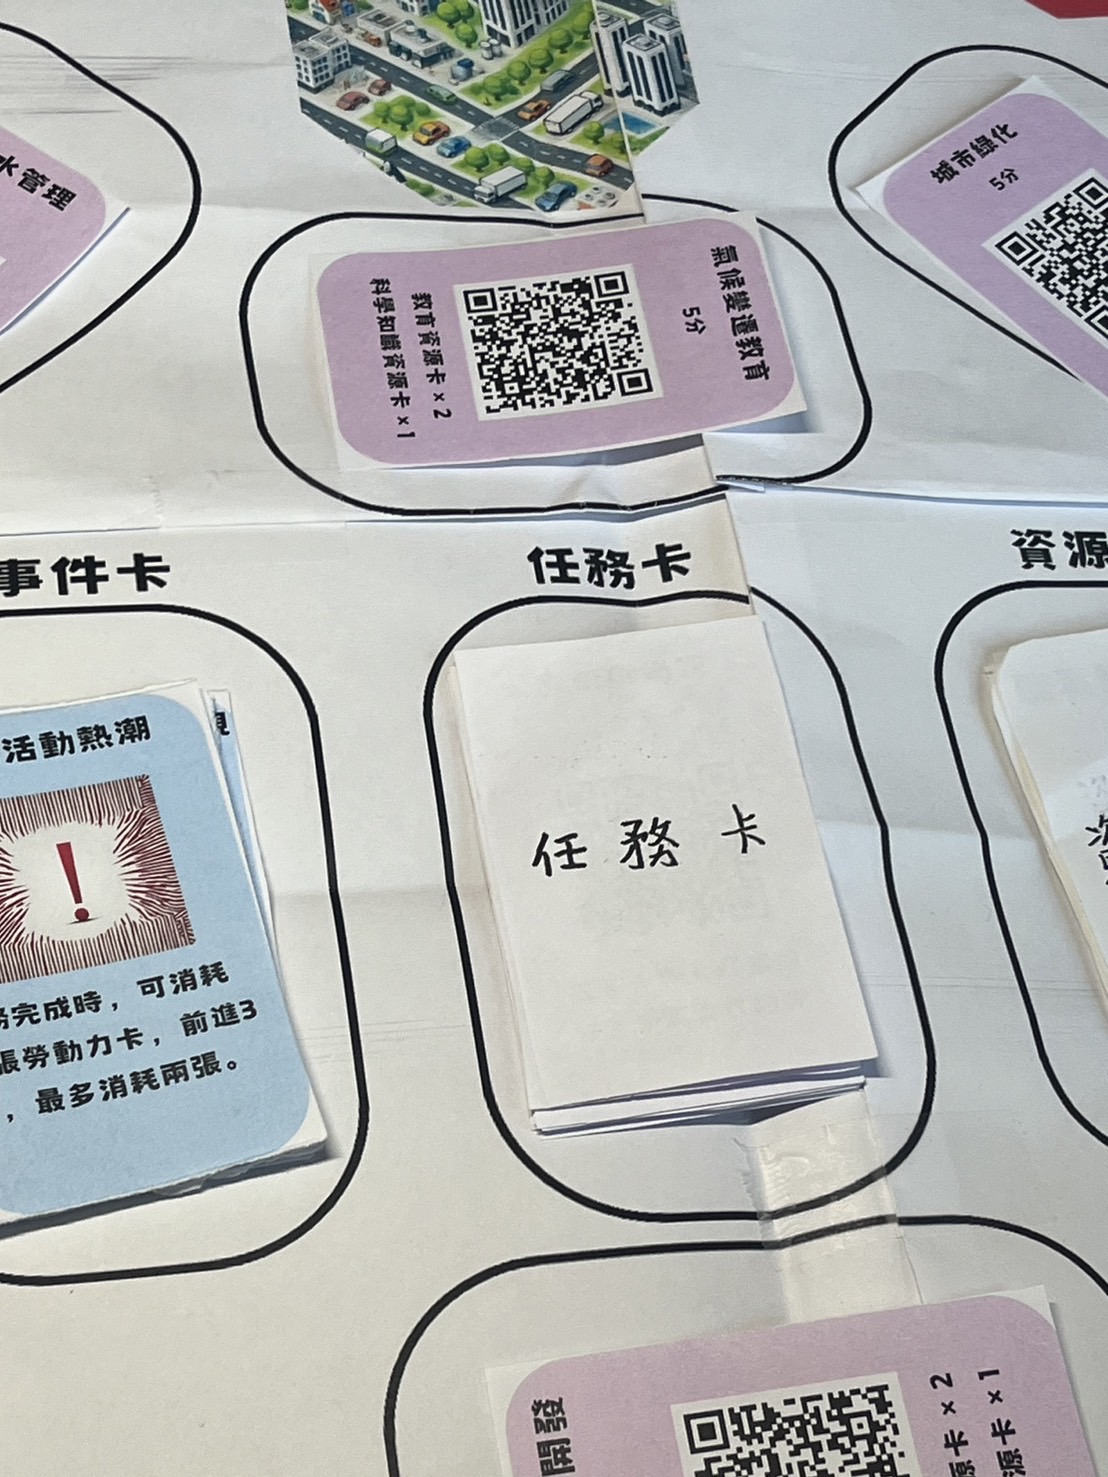 水管理
城市綠化
5分
氣候變遷教育
5分
教育資源卡×2
科學知識資源卡×1
事件卡
任務卡
資源
活動熱潮
!
務完成時，可消耗
張勞動力卡，前進3
，最多消耗兩張。
任務卡
開發
源卡×2
源卡×1